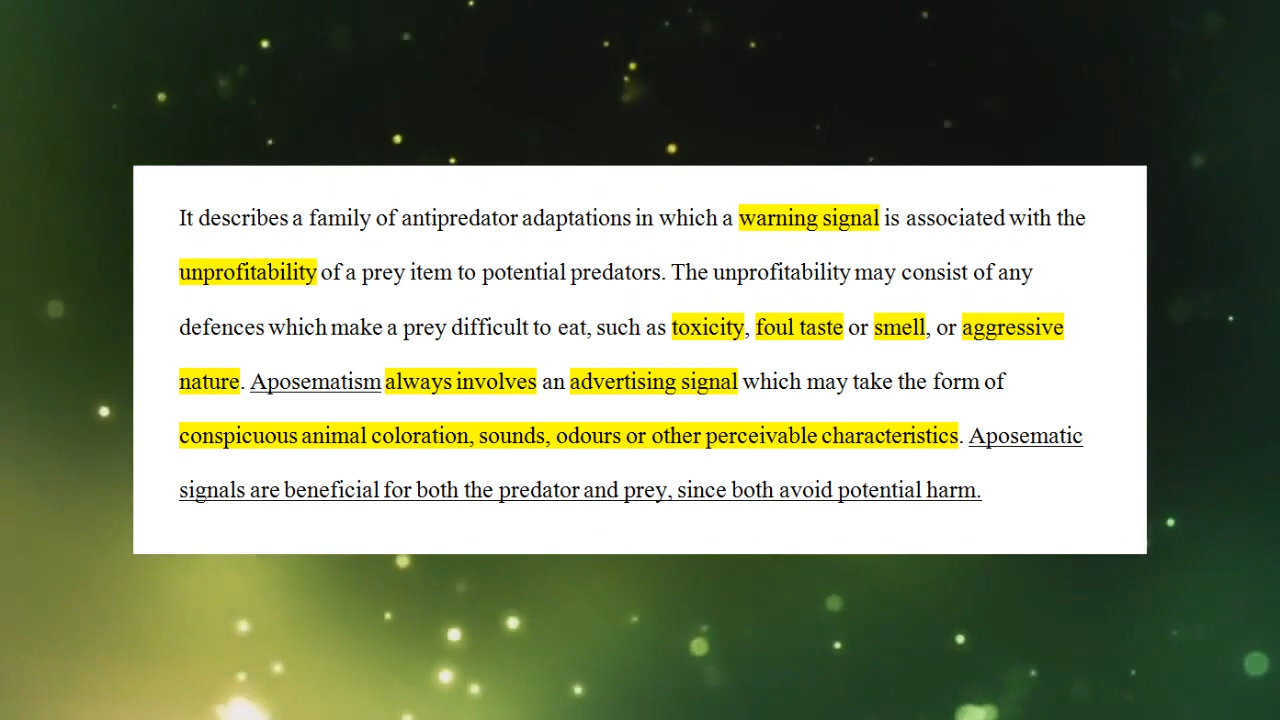 It describes a family of antipredator adaptations in which a warning signal is associated with the
unprofitability of a prey item to potential predators. The unprofitability may consist of any
defences which make a prey difficult to eat, such as toxicity, foul taste or smell, or aggressive
nature. Aposematism always involves an advertising signal which may take the form of
conspicuous animal coloration, sounds, odours or other perceivable characteristics. Aposematic
signals are beneficial for both the predator and prey, since both avoid potential harm.